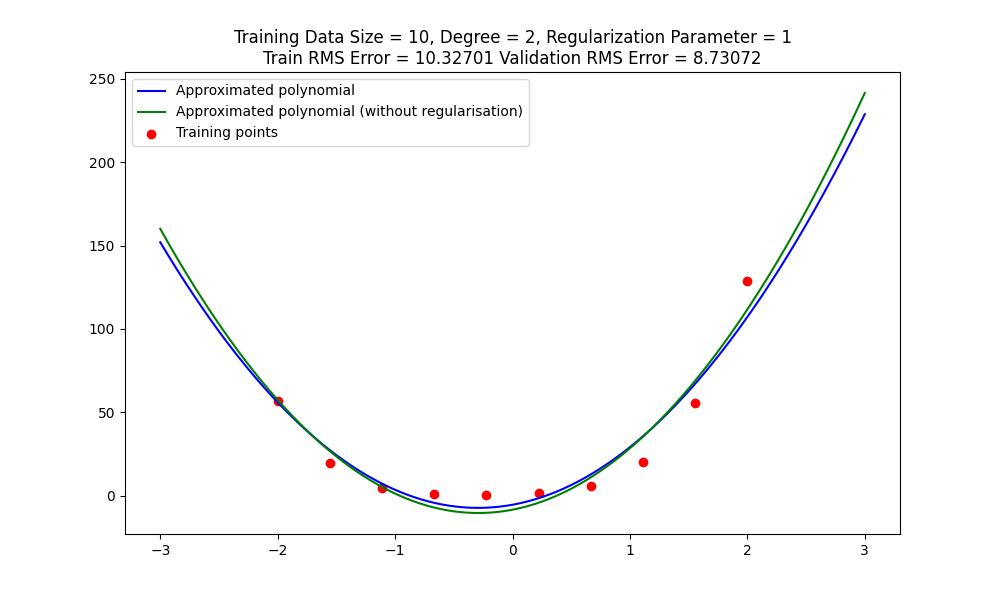 Training Data Size = 10, Degree = 2, Regularization Parameter = 1
Train RMS Error = 10.32701 Validation RMS Error = 8.73072
Approximated polynomial
Approximated polynomial (without regularisation)
Training points
250
200
150
100
50
0
−3
−2
−1
0
1
2
3